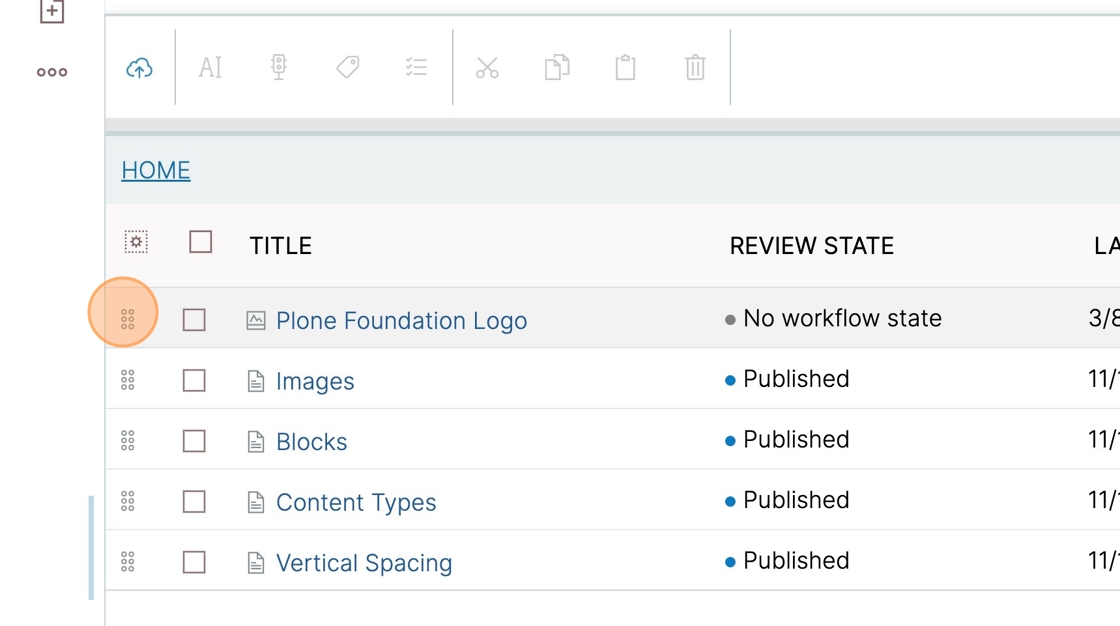 HOME
TITLE REVIEW STATE LA
Plone Foundation Logo No workflow state 3/8
Images Published 11/1
Blocks Published 11/1
Content Types Published 11/1
Vertical Spacing Published 11/1